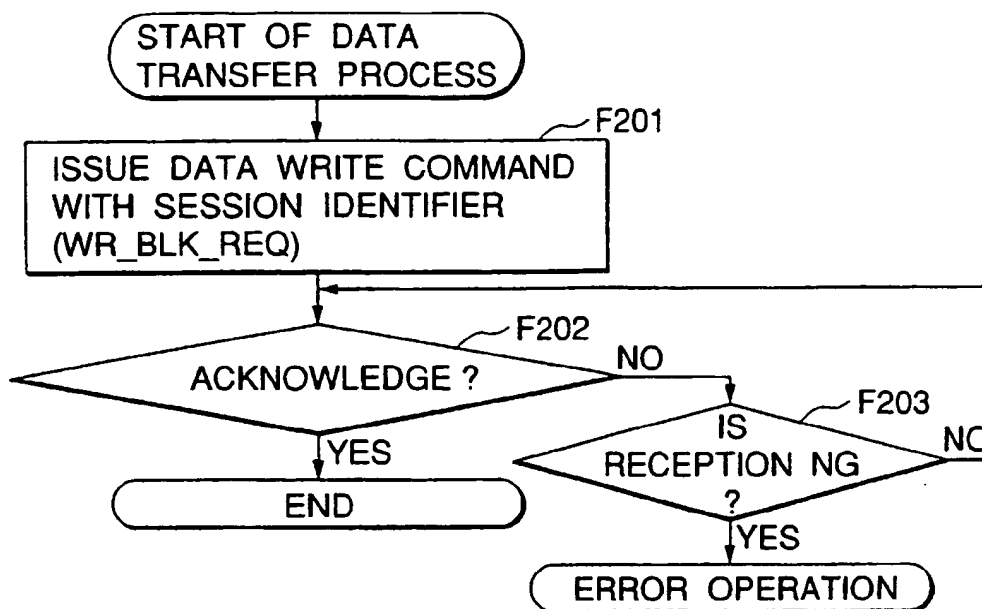 START OF DATA
TRANSFER PROCESS
F201
ISSUE DATA WRITE COMMAND
WITH SESSION IDENTIFIER
(WR_BLK_REQ)
F202
ACKNOWLEDGE ?
NO
F203
YES
IS
RECEPTION NG
?
NO
END
YES
ERROR OPERATION